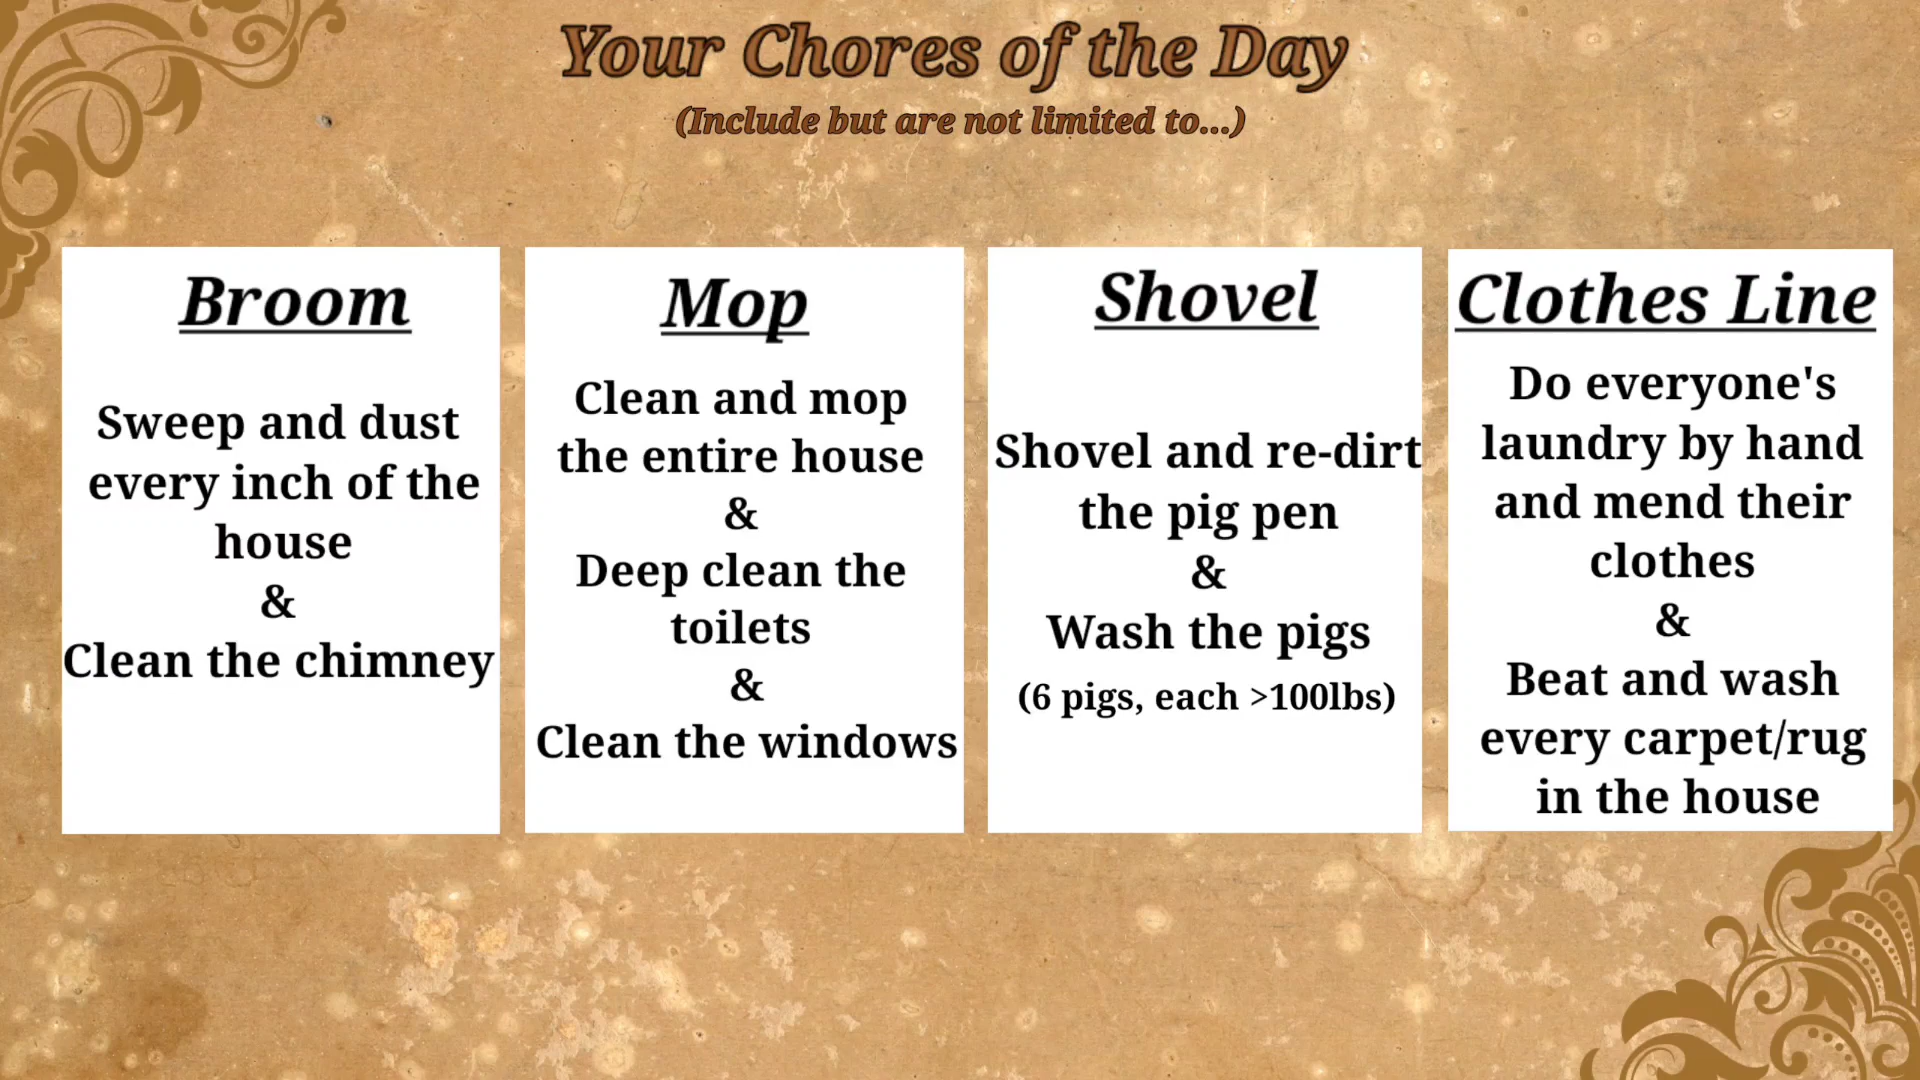 Your Chores of the Day
(Include but are not limited to...)
Broom
Sweep and dust
every inch of the
house
&
Clean the chimney
Mop
Clean and mop
the entire house
&
Deep clean the
toilets
&
Clean the windows
Shovel
Shovel and re-dirt
the pig pen
&
Wash the pigs
(6 pigs, each >100lbs)
Clothes Line
Do everyone's
laundry by hand
and mend their
clothes
&
Beat and wash
every carpet/rug
in the house